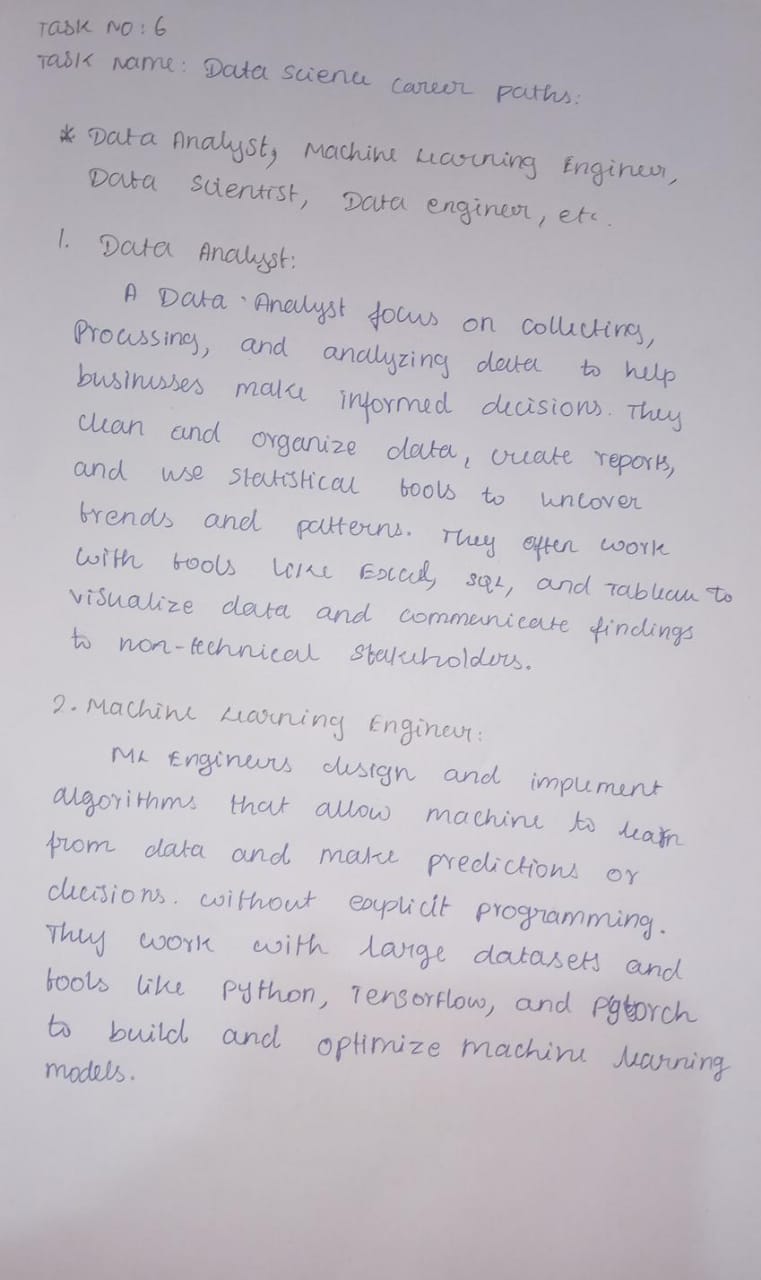 Task No: 6
Task Name: Data science career paths:
* Data Analyst, Machine Learning Engineer,
Data Scientist, Data engineer, etc.
1. Data Analyst:
A Data Analyst focus on collecting,
Processing, and analyzing data to help
businesses make informed decisions. They
clean and organize data, create reports,
and use statistical tools to uncover
trends and patterns. They often work
with tools like Excel, SQL, and Tableau to
visualize data and communicate findings
to non-technical stakeholders.
2. Machine Learning Engineer:
ML Engineers design and implement
algorithms that allow machine to learn
from data and make predictions or
decisions. without explicit programming.
They work with large datasets and
tools like Python, TensorFlow, and Pytorch
to build and optimize machine learning
models.